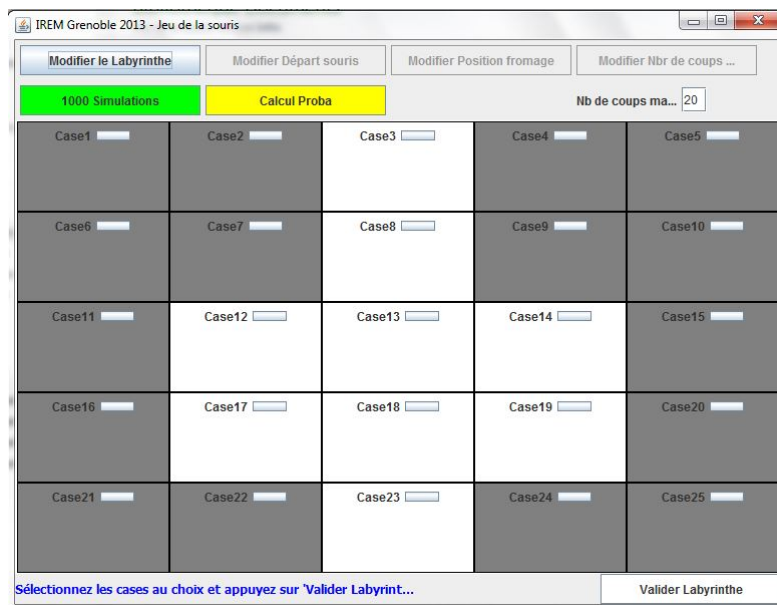 IREM Grenoble 2013 - Jeu de la souris
Modifier le Labyrinthe Modifier Départ souris Modifier Position fromage Modifier Nbr de coups ...
1000 Simulations Calcul Proba Nb de coups ma... 20
Case1 Case2 Case3 Case4 Case5
Case6 Case7 Case8 Case9 Case10
Case11 Case12 Case13 Case14 Case15
Case16 Case17 Case18 Case19 Case20
Case21 Case22 Case23 Case24 Case25
Sélectionnez les cases au choix et appuyez sur 'Valider Labyrint... Valider Labyrinthe